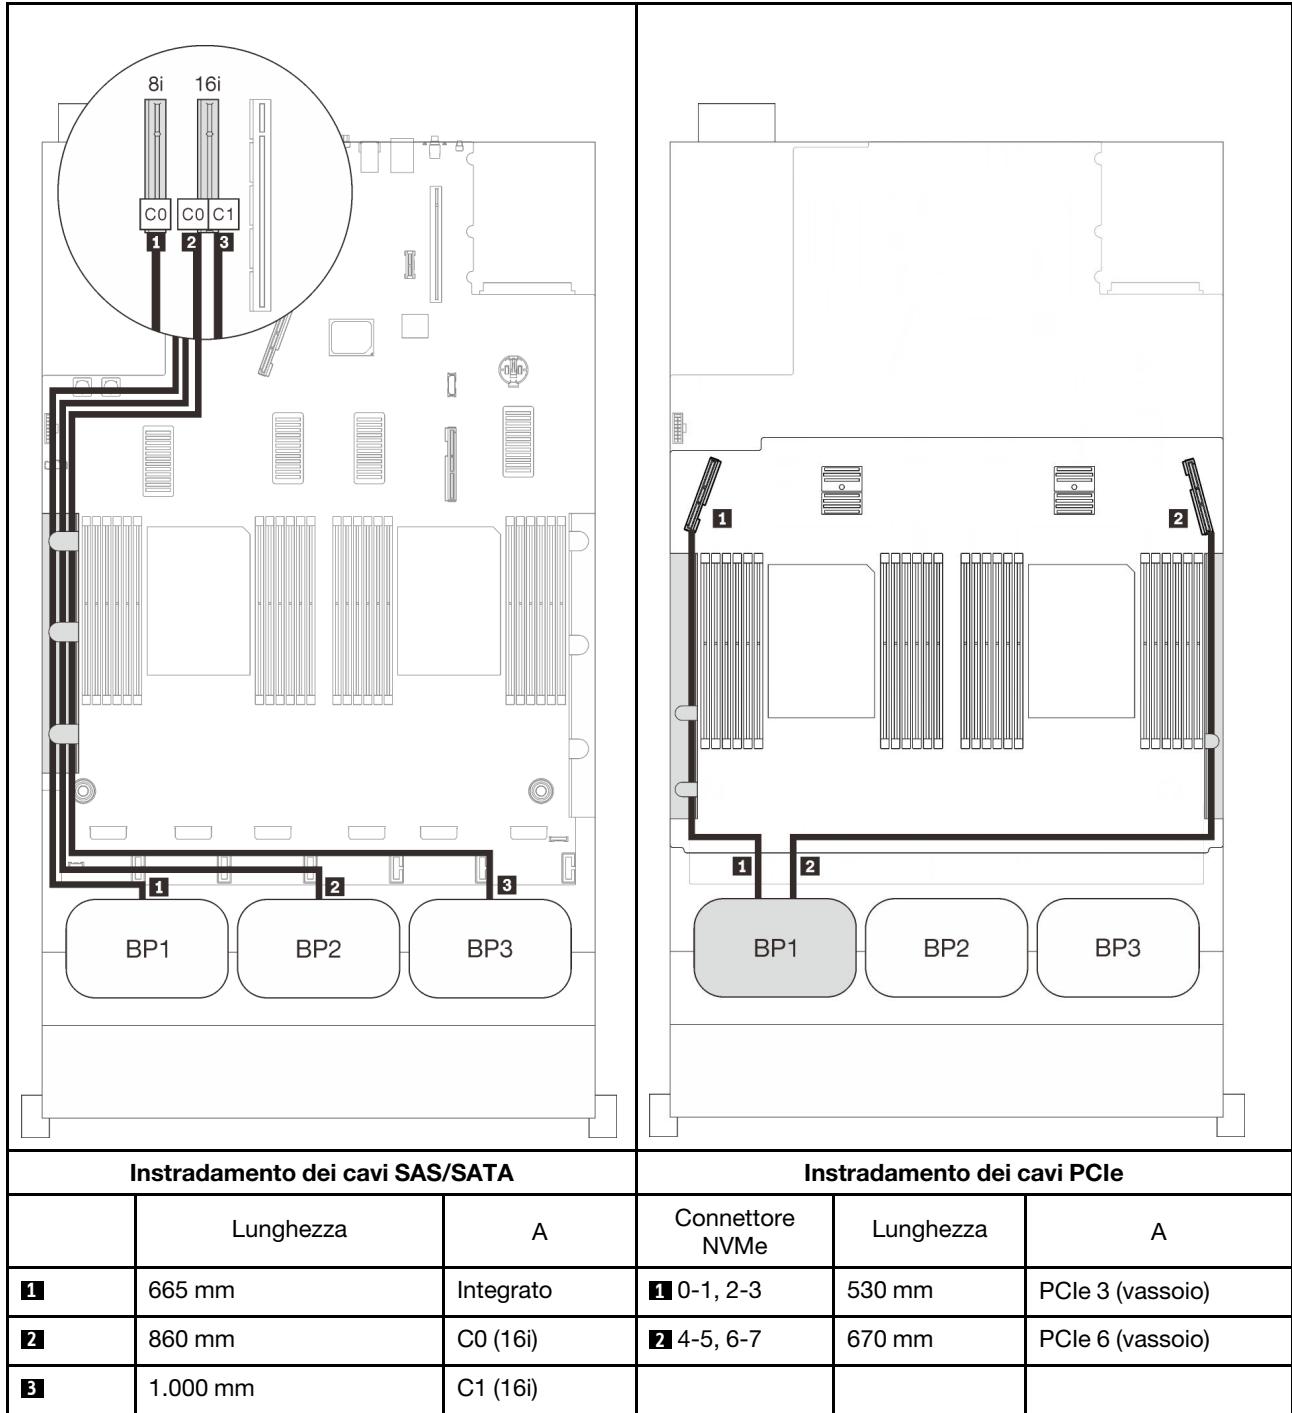 8i 16i
C0 C0 C1
1 2 3
1 2
1 2
1 2 3
BP1 BP2 BP3
BP1 BP2 BP3
Instradamento dei cavi SAS/SATA
Instradamento dei cavi PCIe
Lunghezza A
Connettore NVMe Lunghezza A
1 665 mm Integrato
1 0-1, 2-3 530 mm PCIe 3 (vassoio)
2 860 mm C0 (16i)
2 4-5, 6-7 670 mm PCIe 6 (vassoio)
3 1.000 mm C1 (16i)